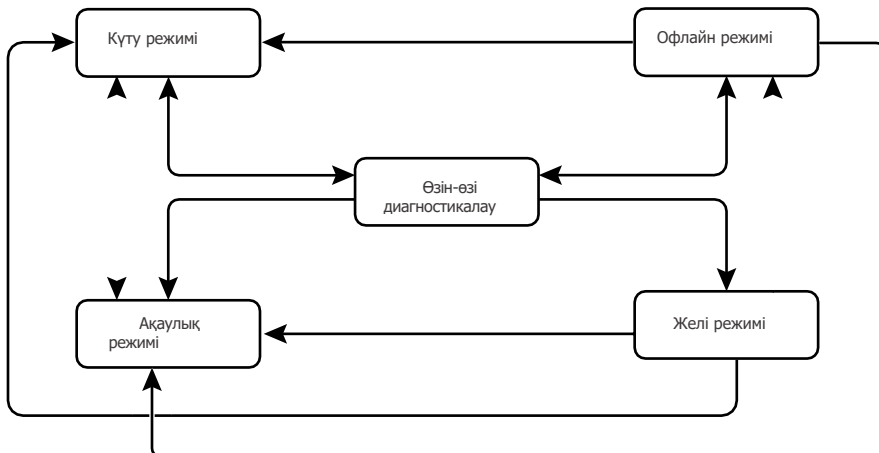 Күту режимі
Офлайн режимі
Өзін-өзі
диагностикалау
Ақаулық
режимі
Желі режимі